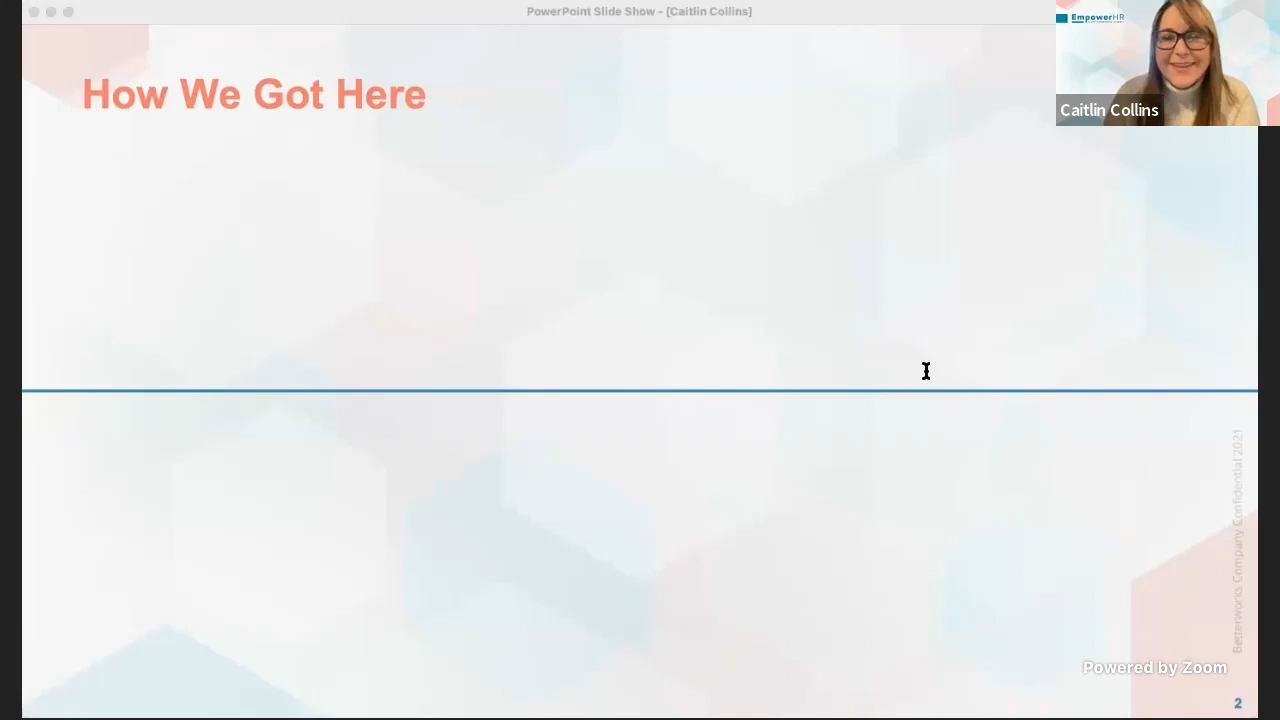 PowerPoint Slide Show - [Caitlin Collins]
EmpowerHR
How We Got Here
Caitlin Collins
Betterworks Company Confidential 2021
Powered by Zoom
2